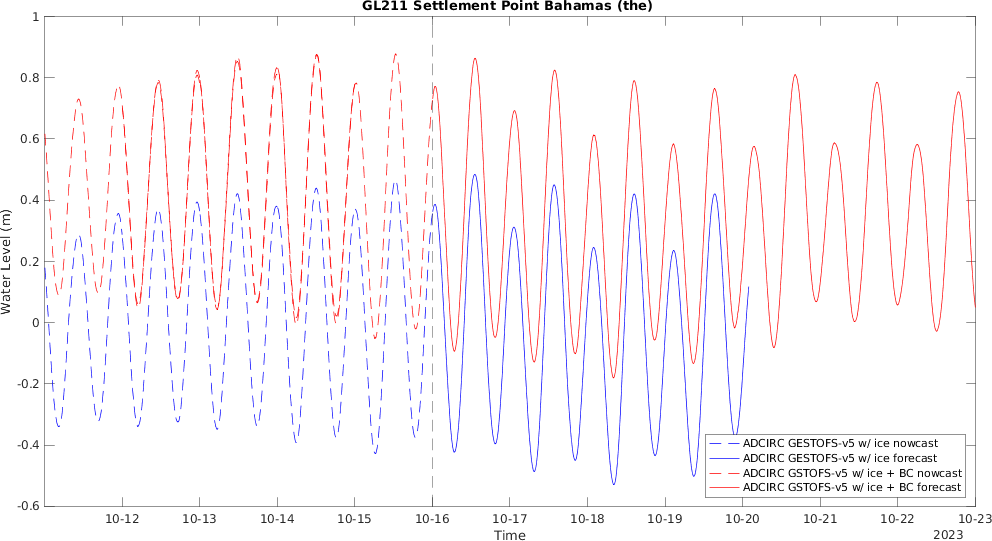 GL211 Settlement Point Bahamas (the)
1
0.8
0.6
0.4
0.2
0
-0.2
-0.4
-0.6
Water Level (m)
ADCIRC GESTOFS-v5 w/ ice nowcast
ADCIRC GESTOFS-v5 w/ ice forecast
ADCIRC GSTOFS-v5 w/ ice + BC nowcast
ADCIRC GSTOFS-v5 w/ ice + BC forecast
10-12 10-13 10-14 10-15 10-16 10-17 10-18 10-19 10-20 10-21 10-22 10-23
Time
2023